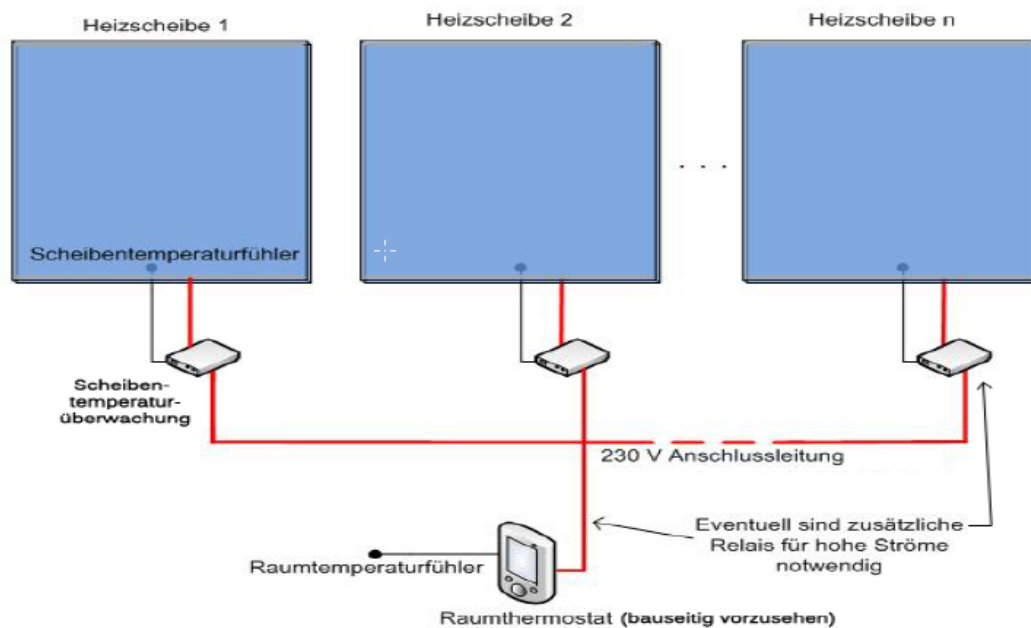 Heizscheibe 1
Heizscheibe 2
Heizscheibe n
. . .
Scheibentemperaturfühler
Scheiben-
temperatur-
überwachung
230 V Anschlussleitung
Eventuell sind zusätzliche
Relais für hohe Ströme
notwendig
Raumtemperaturfühler
Raumthermostat (bauseitig vorzusehen)